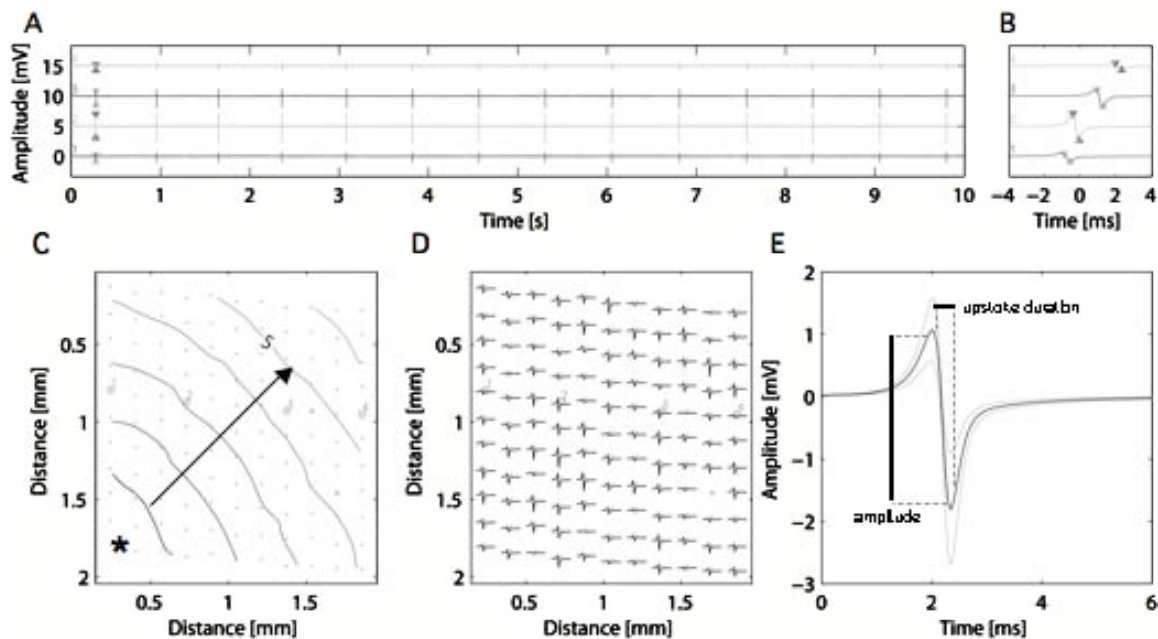 A
Amplitude [mV]
15
10
5
0
0 1 2 3 4 5 6 7 8 9 10
Time [s]
B
−4 −2 0 2 4
Time [ms]
C
Distance [mm]
0.5
1
1.5
2
S
*
0.5 1 1.5
Distance [mm]
D
Distance [mm]
0.5
1
1.5
2
0.5 1 1.5
Distance [mm]
E
Amplitude [mV]
2
1
0
−1
−2
−3
upstoke duration
amplitude
0 2 4 6
Time [ms]